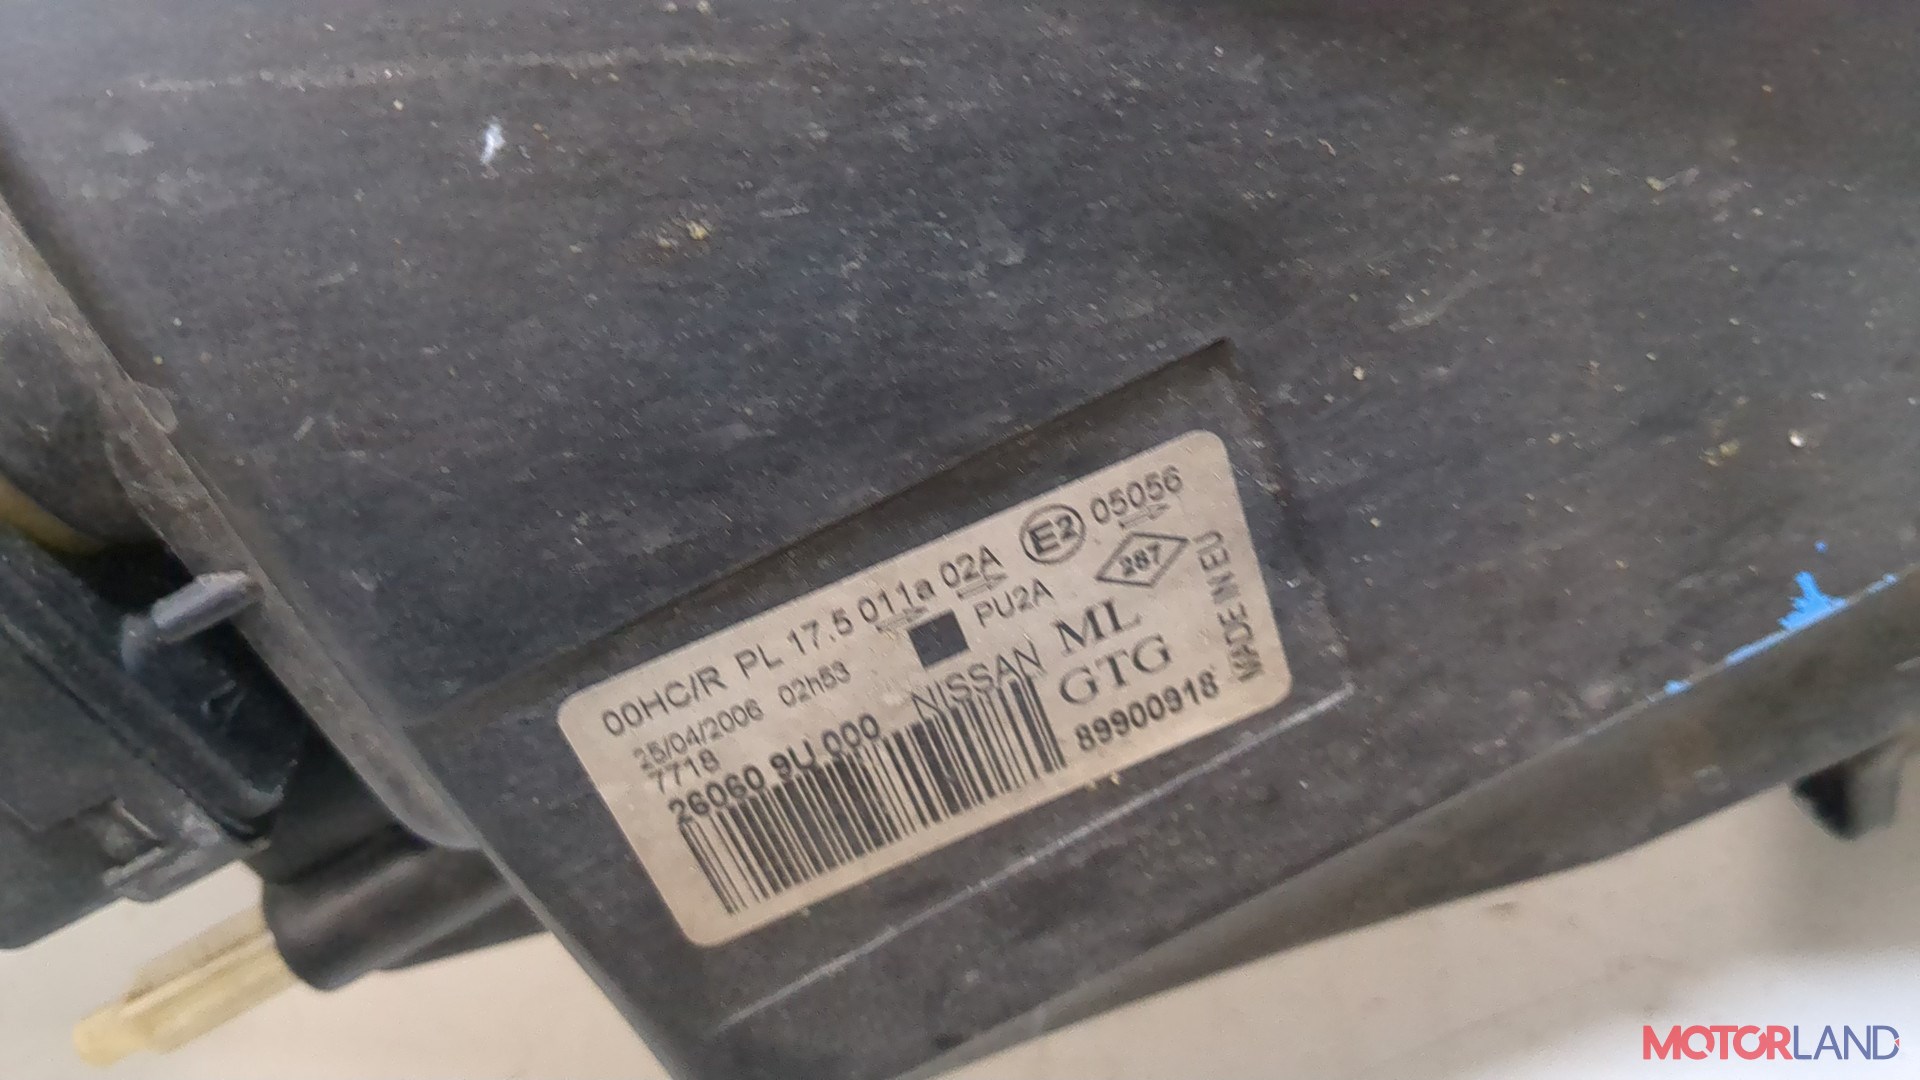 00HC/R PL 17.5 011a 02A E2 05056
25/04/2006 02h53 PU2A 287
7718
26060 9U 000 NISSAN ML
GTG
89900918
MADE IN EU
MOTORLAND